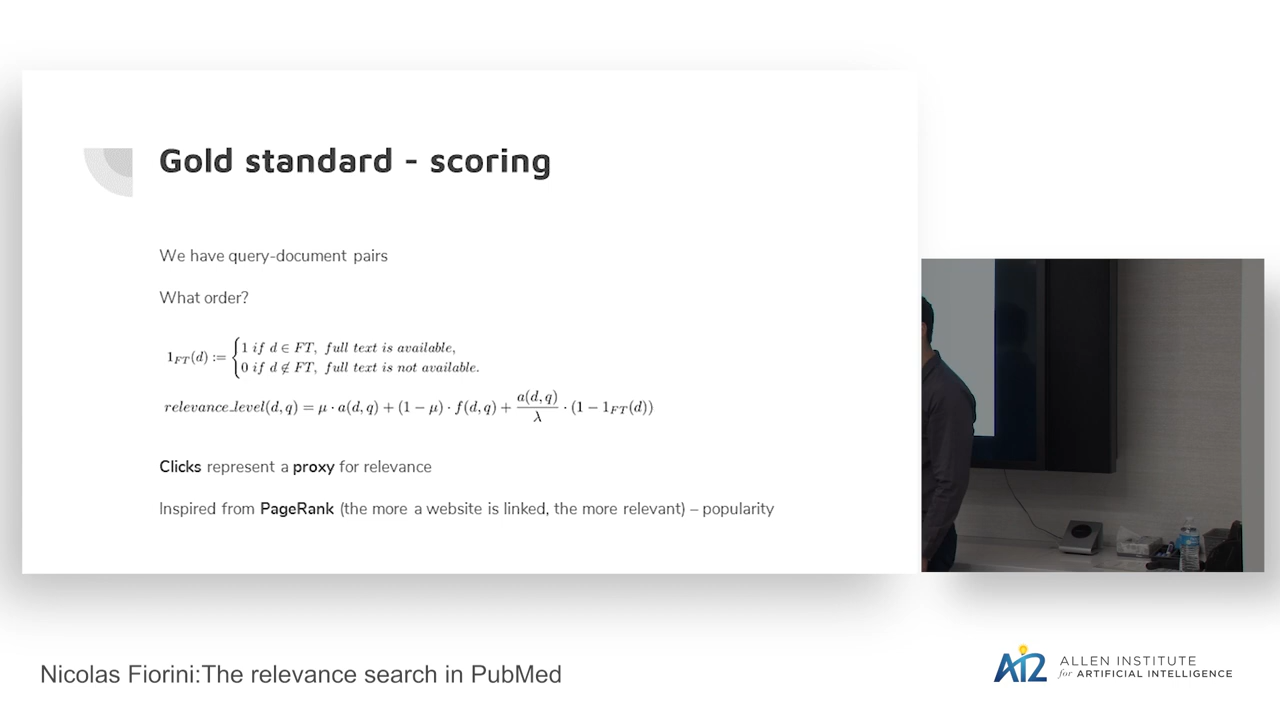 Gold standard - scoring
We have query-document pairs
What order?
1_FT(d) := {1 if d ∈ FT, full text is available,
0 if d ∉ FT, full text is not available.
relevance_level(d, q) = μ · a(d, q) + (1 − μ) · f(d, q) + a(d, q)/λ · (1 − 1_FT(d))
Clicks represent a proxy for relevance
Inspired from PageRank (the more a website is linked, the more relevant) – popularity
Nicolas Fiorini:The relevance search in PubMed
AI2 ALLEN INSTITUTE
for ARTIFICIAL INTELLIGENCE